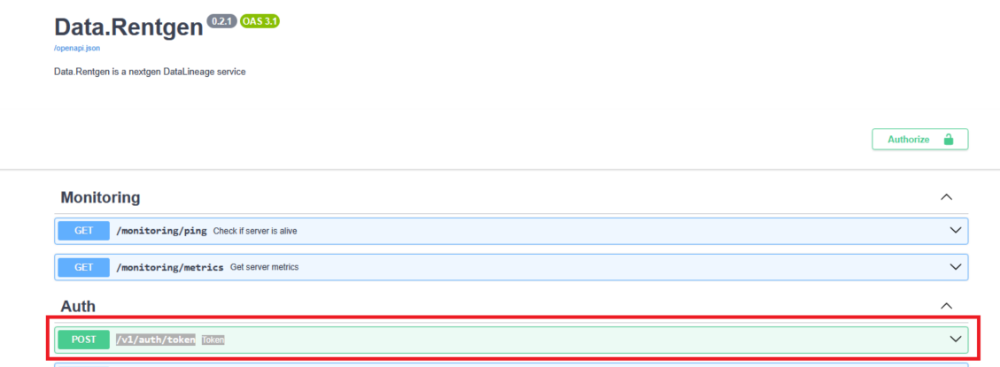 Data.Rentgen 0.2.1 OAS 3.1
/openapi.json
Data.Rentgen is a nextgen DataLineage service
Authorize
Monitoring
GET /monitoring/ping Check if server is alive
GET /monitoring/metrics Get server metrics
Auth
POST /v1/auth/token Token